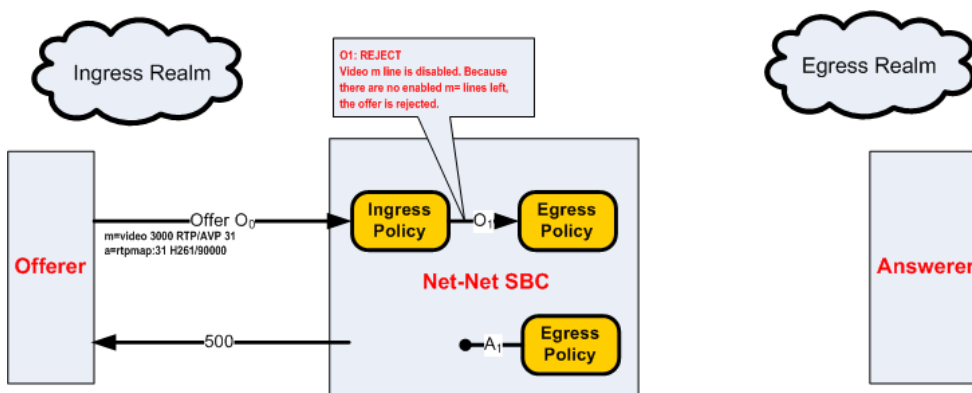 Ingress Realm
O1: REJECT
Video m line is disabled. Because
there are no enabled m= lines left,
the offer is rejected.
Egress Realm
Offer O0
m=video 3000 RTP/AVP 31
a=rtpmap:31 H261/90000
Ingress
Policy
O1
Egress
Policy
Offerer
Net-Net SBC
Answerer
500
A1
Egress
Policy